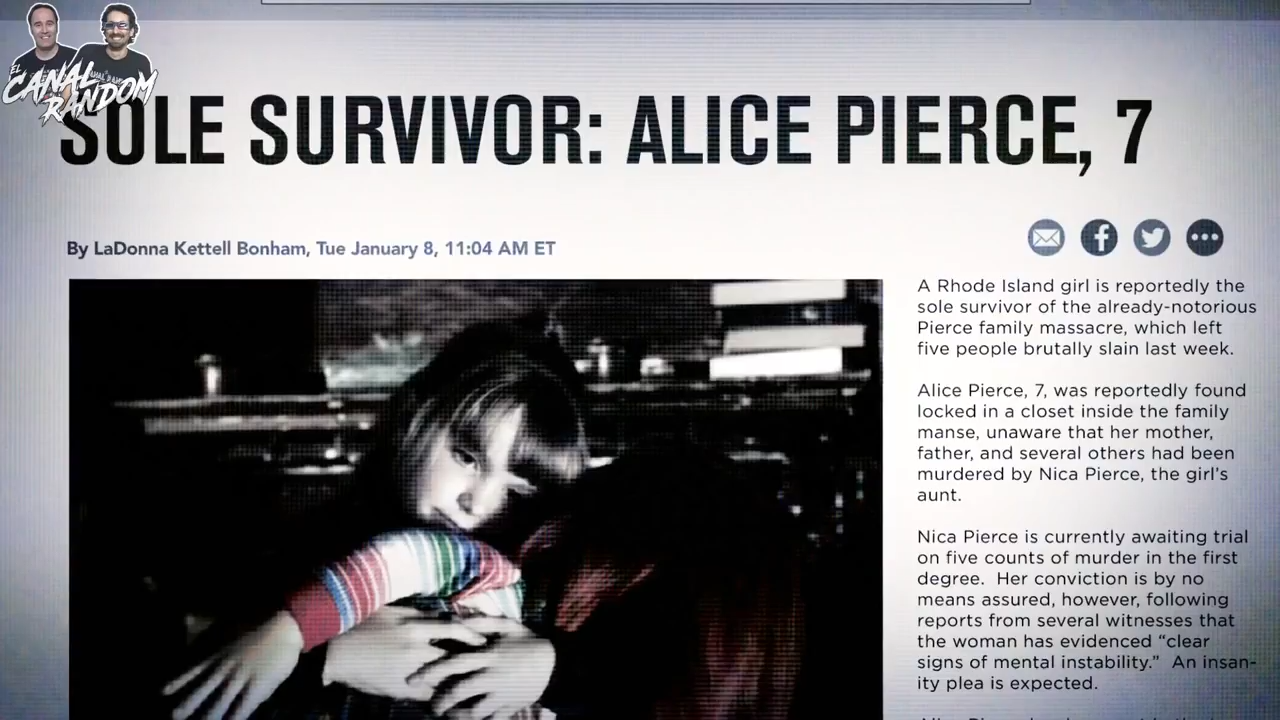 EL
CANAL
RANDOM
SOLE SURVIVOR: ALICE PIERCE, 7
By LaDonna Kettell Bonham, Tue January 8, 11:04 AM ET
A Rhode Island girl is reportedly the
sole survivor of the already-notorious
Pierce family massacre, which left
five people brutally slain last week.
Alice Pierce, 7, was reportedly found
locked in a closet inside the family
manse, unaware that her mother,
father, and several others had been
murdered by Nica Pierce, the girl's
aunt.
Nica Pierce is currently awaiting trial
on five counts of murder in the first
degree.  Her conviction is by no
means assured, however, following
reports from several witnesses that
the woman has evidenced “clear
signs of mental instability.”  An insan-
ity plea is expected.